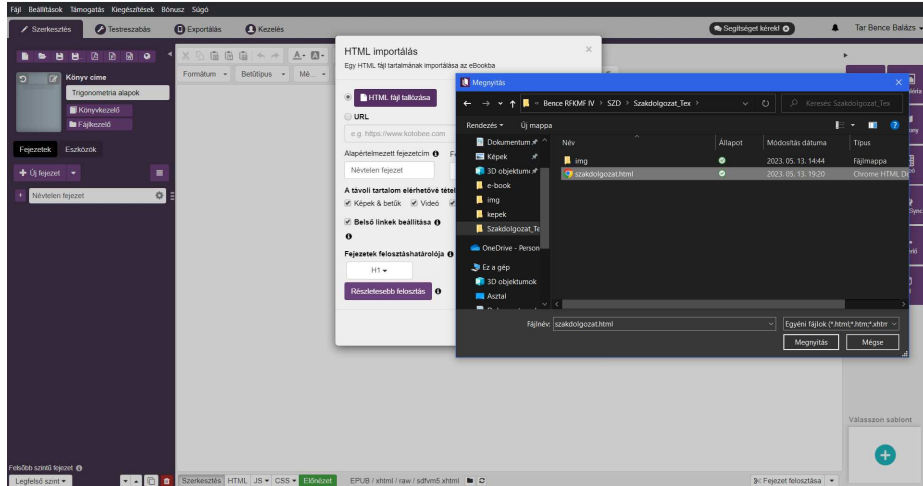 Fájl Beállítások Támogatás Kiegészítések Bónusz Súgó
Szerkesztés Testreszabás Exportálás Kezelés Segítséget kérek! Tar Bence Balázs
Könyv címe
Trigonometria alapok
Könyvkezelő
Fájlkezelő
Fejezetek Eszközök
Új fejezet
Névtelen fejezet
Formátum Betűtípus Mé...
HTML importálás
Egy HTML fájl tartalmának importálása az eBookba
HTML fájl tallózása
URL
e.g. https://www.kotobee.com
Alapértelmezett fejezetcím
Névtelen fejezet
A távoli tartalom elérhetővé tétel
Képek & betűk Videó
Belső linkek beállítása
Fejezetek felosztáshatárolója
H1
Részletesebb felosztás
Megnyitás
Bence RFKMF IV > SZD > Szakdolgozat_Tex >
Keresés: Szakdolgozat_Tex
Rendezés Új mappa
Név Állapot Módosítás dátuma Típus
img 2023. 05. 13. 14:44 Fájlmappa
szakdolgozat.html 2023. 05. 13. 19:20 Chrome HTML Do
Dokumentum
Képek
3D objektumo
e-book
img
kepek
Szakdolgozat_Te
OneDrive - Person
Ez a gép
3D objektumok
Asztal
Fájlnév: szakdolgozat.html Egyéni fájlok (*.html;*.htm;*.xhtm
Megnyitás Mégse
Válasszon sablont
Felsőbb szintű fejezet
Legfelső szint
Szerkesztés HTML JS CSS Előnézet EPUB / xhtml / raw / sdfvm5.xhtml Fejezet felosztása